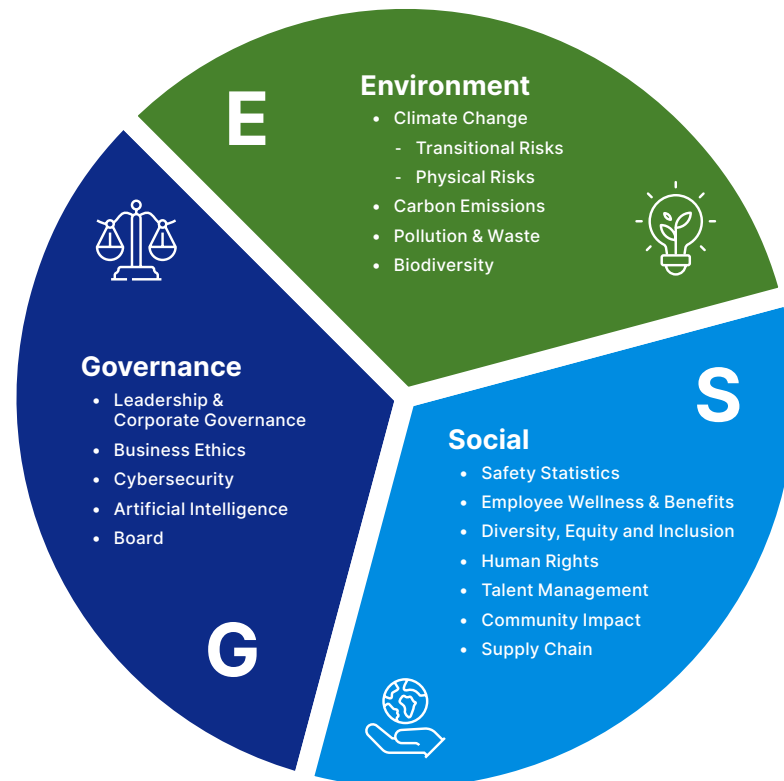 E
Environment
• Climate Change
- Transitional Risks
- Physical Risks
• Carbon Emissions
• Pollution & Waste
• Biodiversity
S
Social
• Safety Statistics
• Employee Wellness & Benefits
• Diversity, Equity and Inclusion
• Human Rights
• Talent Management
• Community Impact
• Supply Chain
Governance
• Leadership &
Corporate Governance
• Business Ethics
• Cybersecurity
• Artificial Intelligence
• Board
G